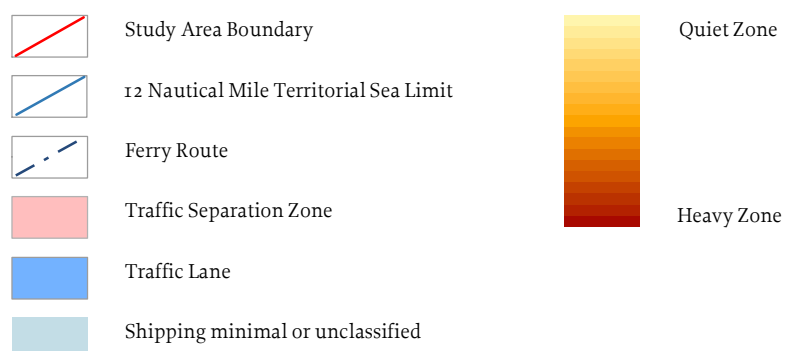 Study Area Boundary
12 Nautical Mile Territorial Sea Limit
Ferry Route
Traffic Separation Zone
Traffic Lane
Shipping minimal or unclassified
Quiet Zone
Heavy Zone